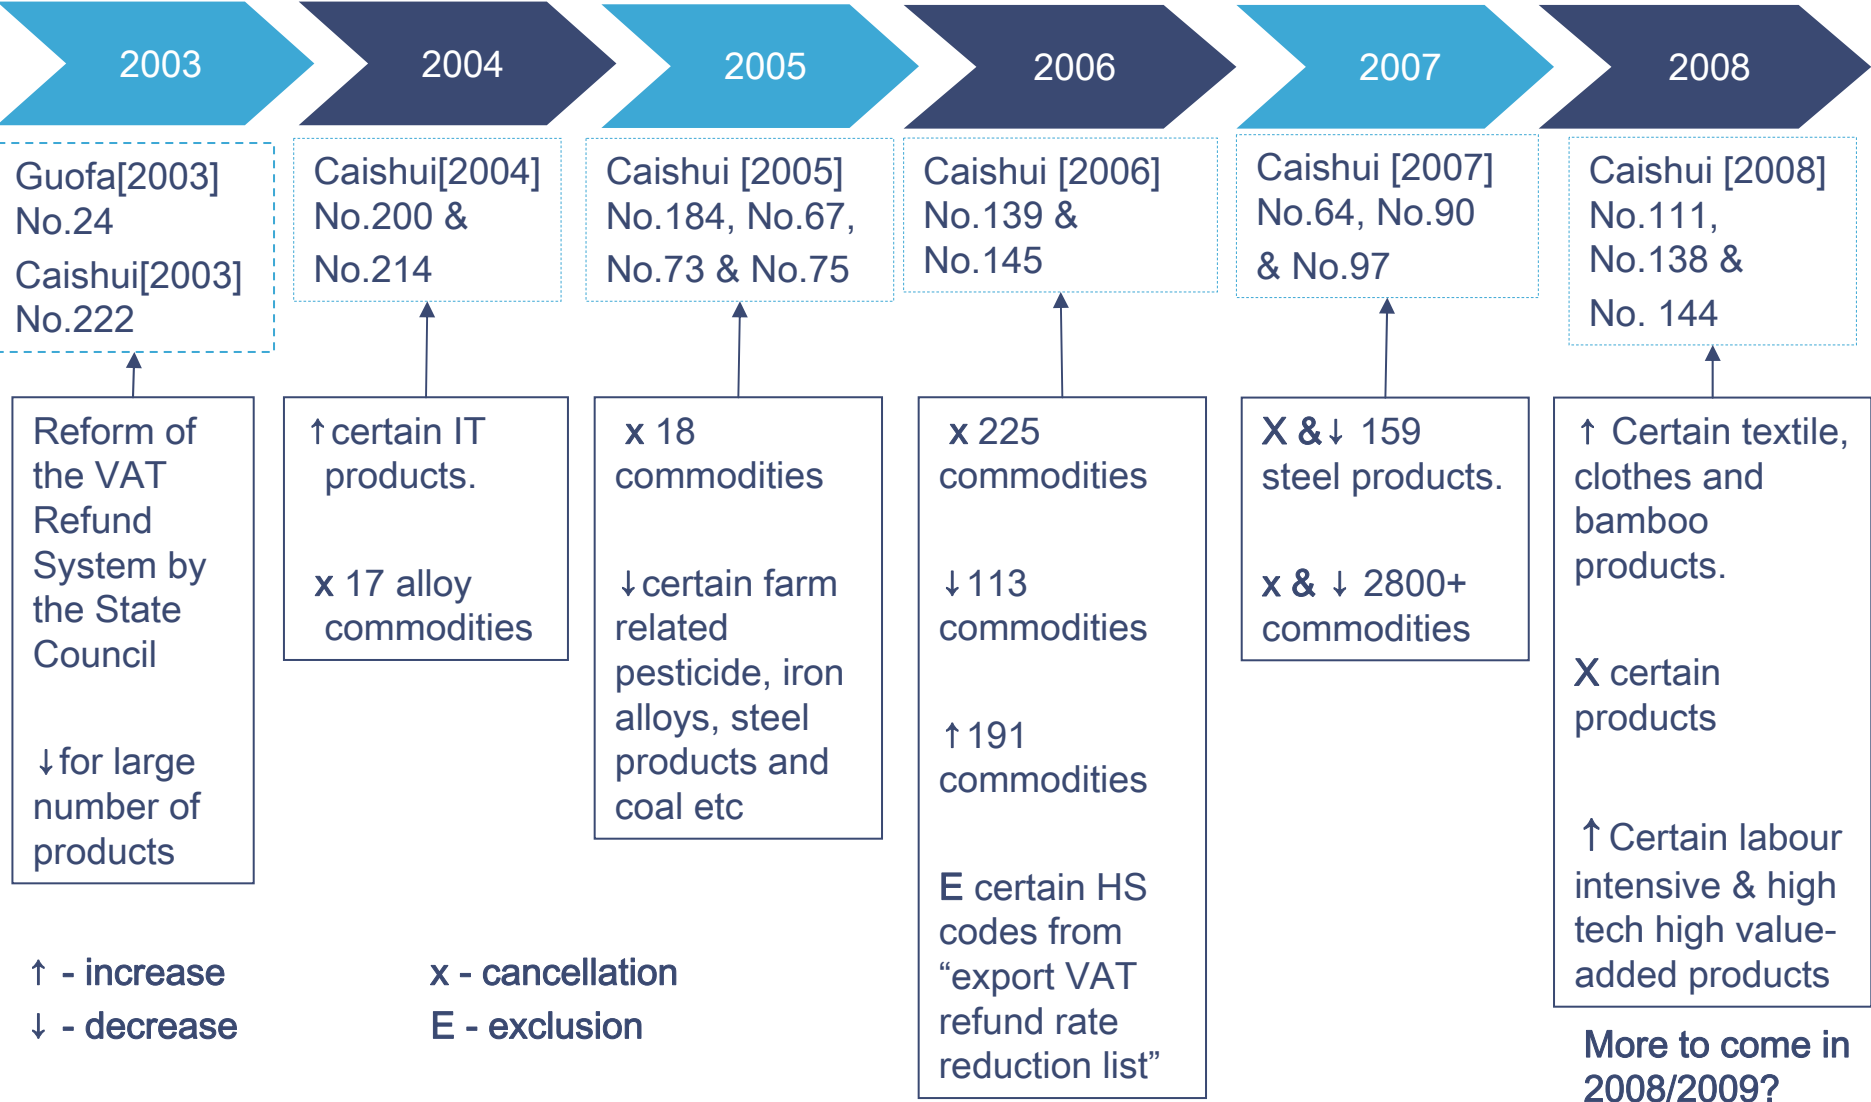 2003
2004
2005
2006
2007
2008
Guofa[2003]
No.24
Caishui[2003]
No.222
Caishui[2004]
No.200 &
No.214
Caishui [2005]
No.184, No.67,
No.73 & No.75
Caishui [2006]
No.139 &
No.145
Caishui [2007]
No.64, No.90
& No.97
Caishui [2008]
No.111,
No.138 &
No. 144
Reform of
the VAT
Refund
System by
the State
Council
↓for large
number of
products
↑certain IT
products.
x 17 alloy
commodities
x 18
commodities
↓certain farm
related
pesticide, iron
alloys, steel
products and
coal etc
x 225
commodities
↓113
commodities
↑191
commodities
E certain HS
codes from
“export VAT
refund rate
reduction list”
X &↓ 159
steel products.
x & ↓ 2800+
commodities
↑ Certain textile,
clothes and
bamboo
products.
X certain
products
↑ Certain labour
intensive & high
tech high value-
added products
↑ - increase
↓ - decrease
x - cancellation
E - exclusion
More to come in
2008/2009?